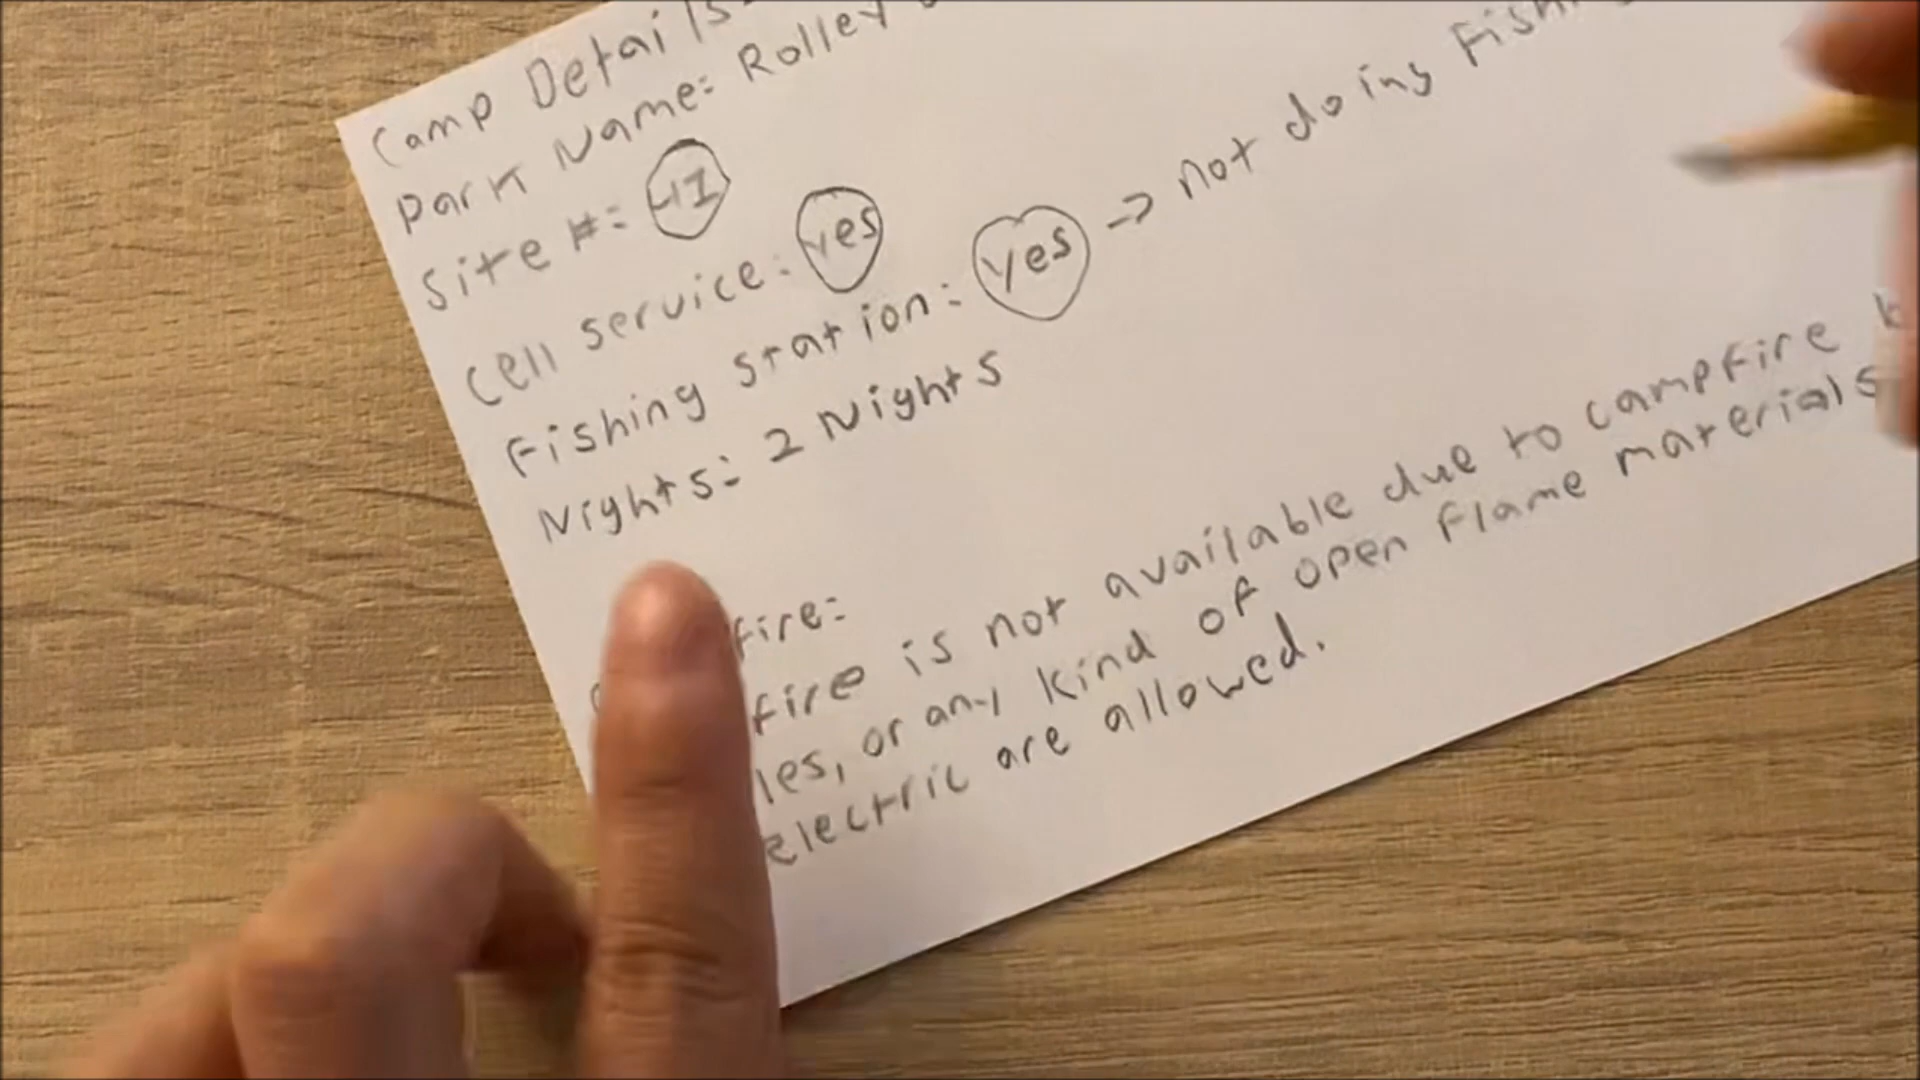 Camp Details:
Park Name: Rolley
Site #: 41
Cell service: yes
Fishing station: yes -> not doing Fishing
Nights: 2 Nights
fire:
fire is not available due to campfire
les, or any kind of open flame materials
electric are allowed.